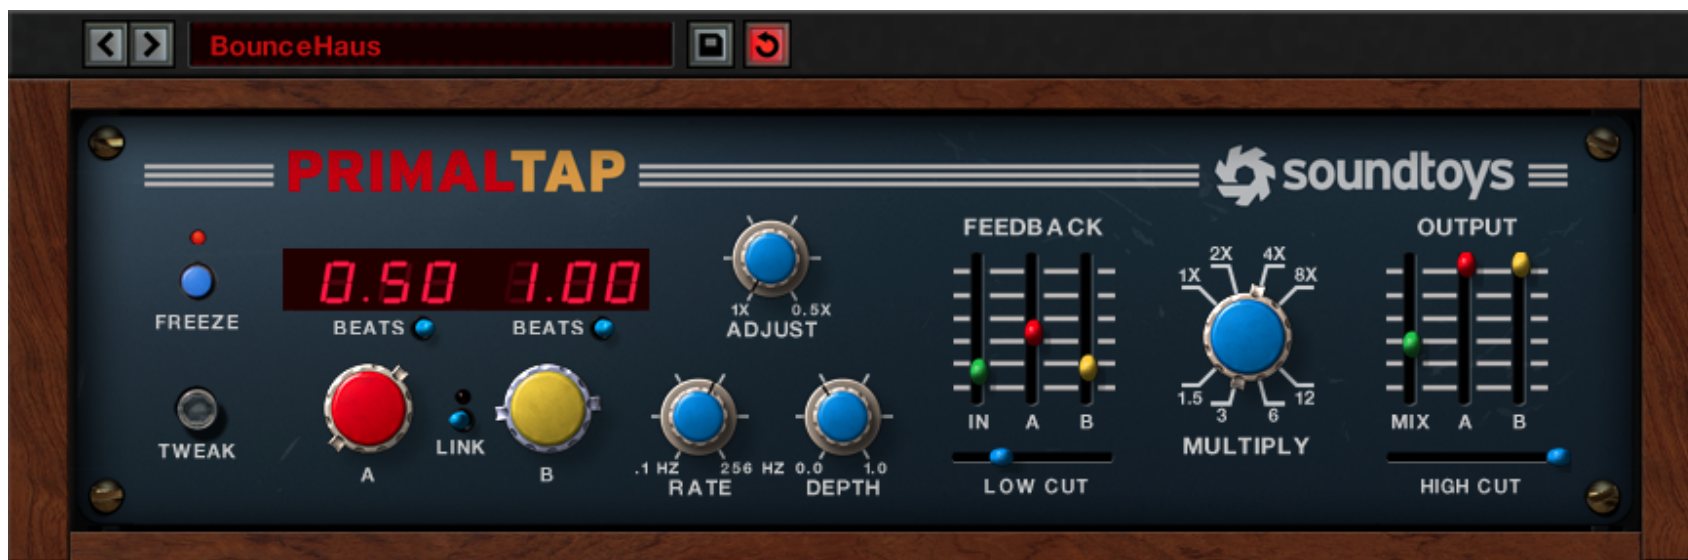 BounceHaus
PRIMALTAP
soundtoys
FREEZE
0.50 1.00
BEATS BEATS
1X 0.5X
ADJUST
TWEAK
A
LINK
B
.1 HZ 256 HZ
RATE
0.0 1.0
DEPTH
FEEDBACK
IN A B
LOW CUT
2X 4X
1X 8X
1.5 12
3 6
MULTIPLY
OUTPUT
MIX A B
HIGH CUT